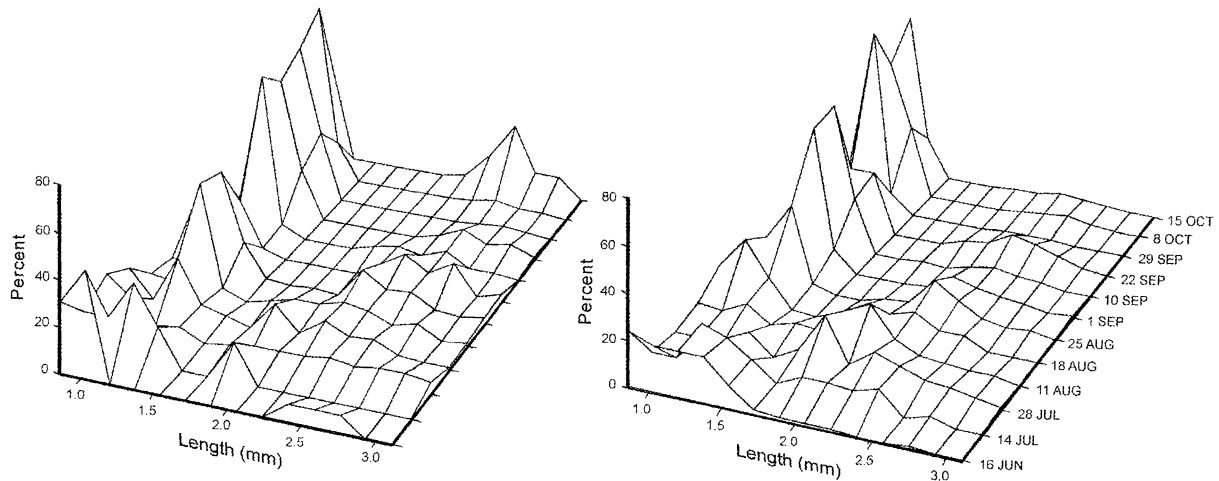 80
60
40
20
0
Percent
1.0
1.5
2.0
2.5
3.0
Length (mm)
80
60
40
20
0
Percent
1.0
1.5
2.0
2.5
3.0
Length (mm)
15 OCT
8 OCT
29 SEP
22 SEP
10 SEP
1 SEP
25 AUG
18 AUG
11 AUG
28 JUL
14 JUL
16 JUN